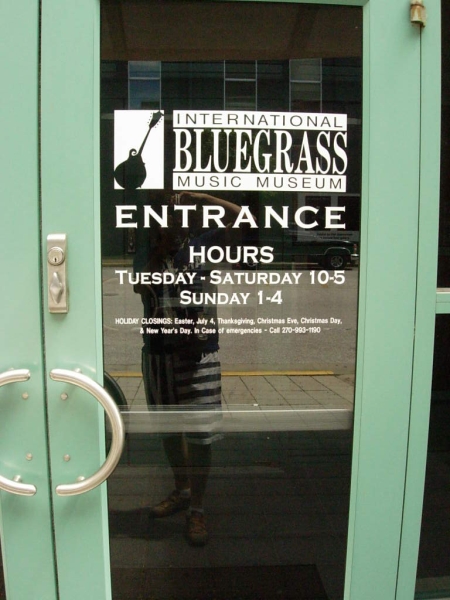 INTERNATIONAL
BLUEGRASS
MUSIC MUSEUM
ENTRANCE
HOURS
TUESDAY - SATURDAY 10-5
SUNDAY 1-4
HOLIDAY CLOSINGS: Easter, July 4, Thanksgiving, Christmas Eve, Christmas Day,
& New Year's Day. In Case of emergencies - Call 270-993-1190